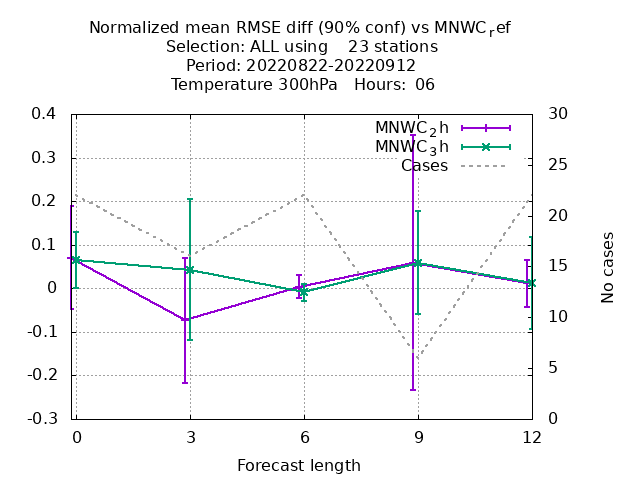 Normalized mean RMSE diff (90% conf) vs MNWC_ref
Selection: ALL using    23 stations
Period: 20220822-20220912
Temperature 300hPa   Hours: 06
MNWC_2h
MNWC_3h
Cases
0.4
0.3
0.2
0.1
0
-0.1
-0.2
-0.3
30
25
20
15
10
5
0
No cases
0 3 6 9 12
Forecast length